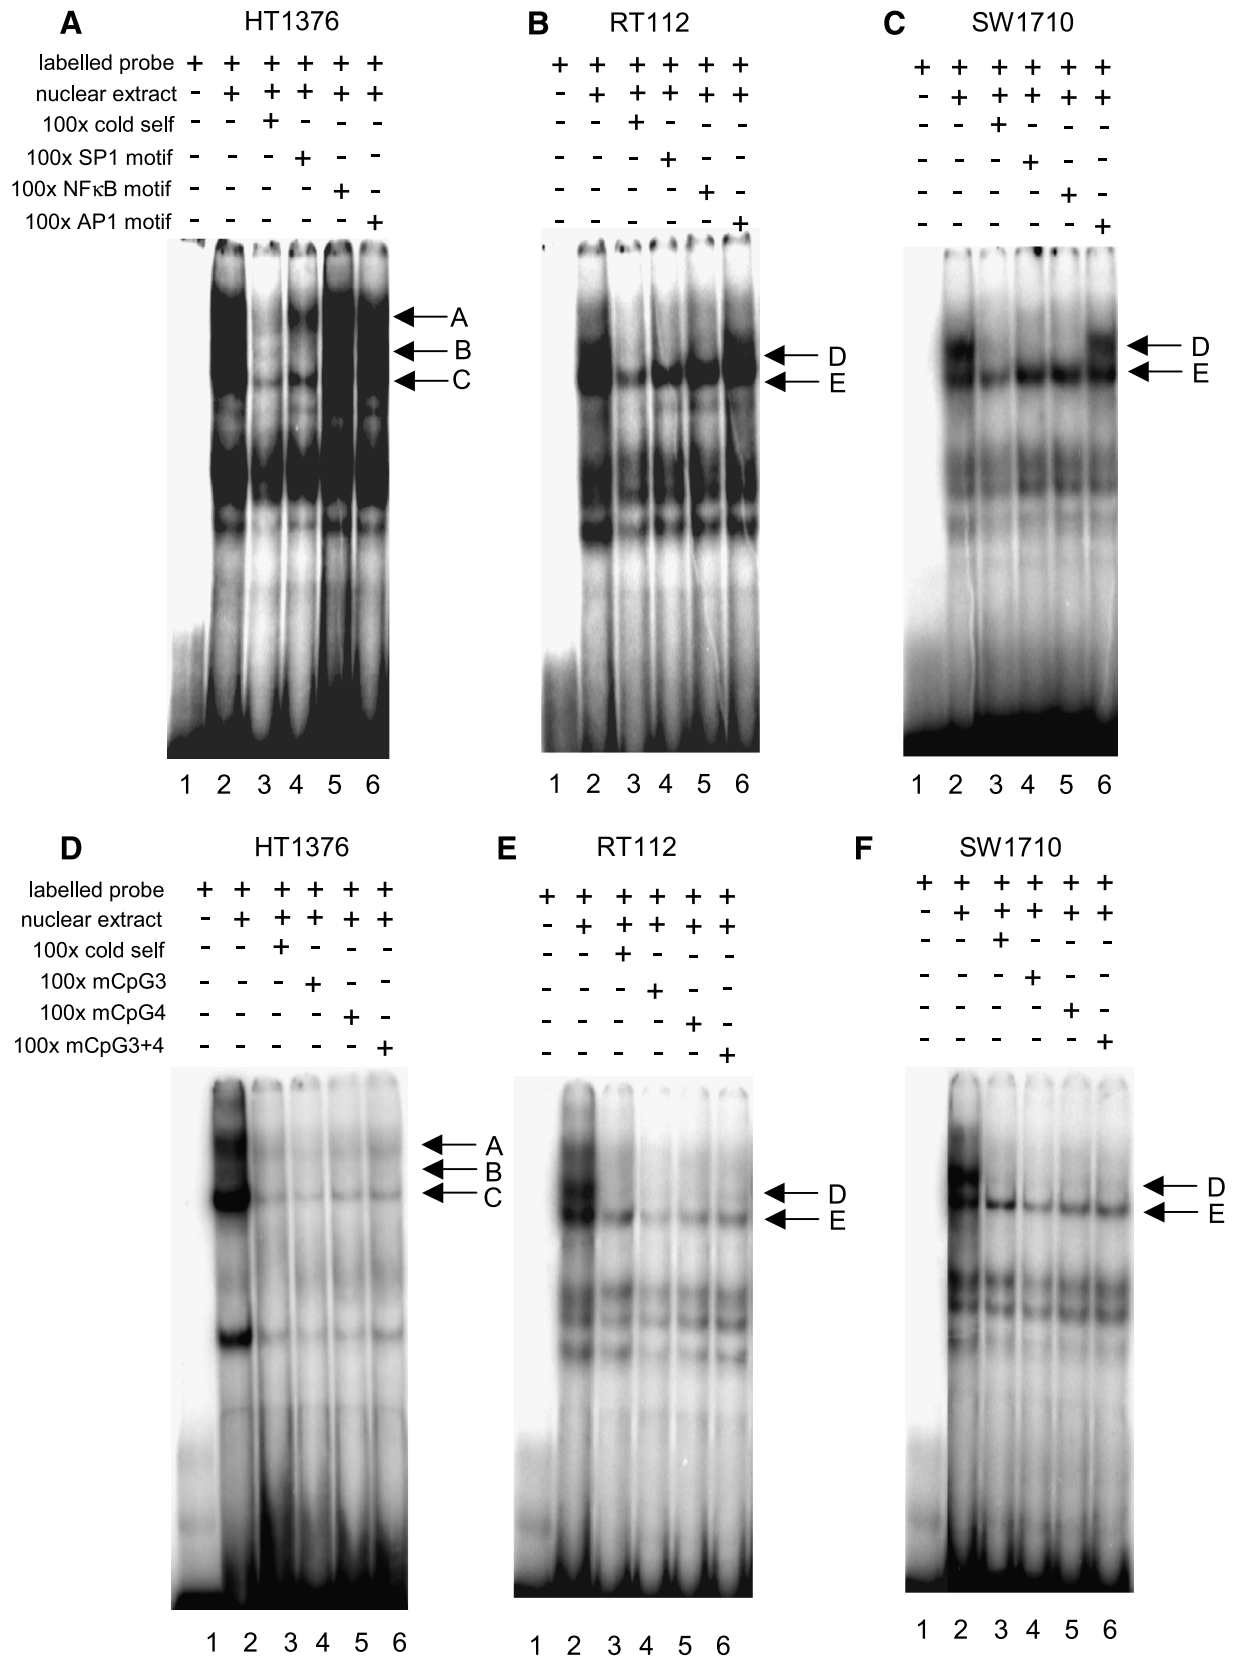 A HT1376
labelled probe + + + + + +
nuclear extract - + + + + +
100x cold self - - + - - -
100x SP1 motif - - - + - -
100x NFκB motif - - - - + -
100x AP1 motif - - - - - +
A
B
C
1 2 3 4 5 6
B RT112
+ + + + + +
- + + + + +
- - + - - -
- - - + - -
- - - - + -
- - - - - +
D
E
1 2 3 4 5 6
C SW1710
+ + + + + +
- + + + + +
- - + - - -
- - - + - -
- - - - + -
- - - - - +
D
E
1 2 3 4 5 6
D HT1376
labelled probe + + + + + +
nuclear extract - + + + + +
100x cold self - - + - - -
100x mCpG3 - - - + - -
100x mCpG4 - - - - + -
100x mCpG3+4 - - - - - +
A
B
C
1 2 3 4 5 6
E RT112
+ + + + + +
- + + + + +
- - + - - -
- - - + - -
- - - - + -
- - - - - +
D
E
1 2 3 4 5 6
F SW1710
+ + + + + +
- + + + + +
- - + - - -
- - - + - -
- - - - + -
- - - - - +
D
E
1 2 3 4 5 6